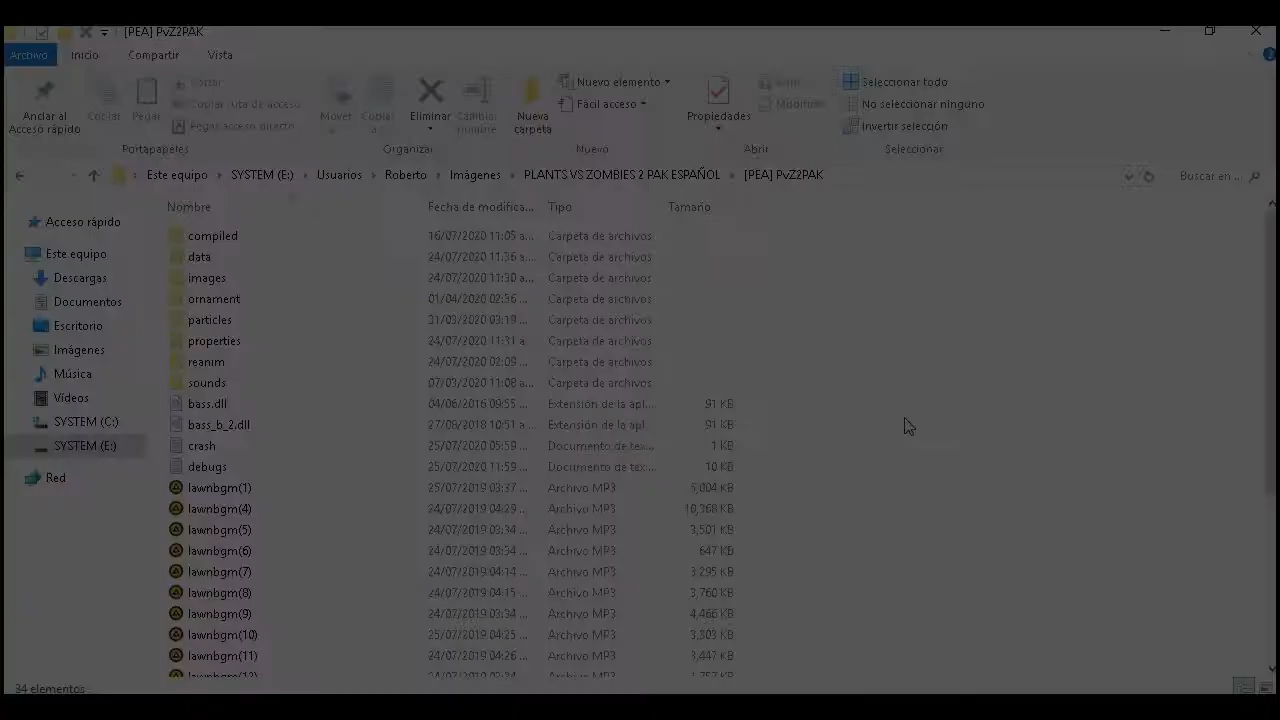 [PEA] PvZ2PAK
Archivo Inicio Compartir Vista
Anclar al Acceso rápido
Copiar
Pegar
Cortar
Copiar ruta de acceso
Pegar acceso directo
Portapapeles
Mover a
Copiar a
Eliminar
Cambiar nombre
Organizar
Nueva carpeta
Nuevo elemento
Fácil acceso
Nuevo
Propiedades
Abrir
Modificar
Abrir
Seleccionar todo
No seleccionar ninguno
Invertir selección
Seleccionar
Este equipo > SYSTEM (E:) > Usuarios > Roberto > Imágenes > PLANTS VS ZOMBIES 2 PAK ESPAÑOL > [PEA] PvZ2PAK
Buscar en ...
Acceso rápido
Este equipo
Descargas
Documentos
Escritorio
Imágenes
Música
Vídeos
SYSTEM (C:)
SYSTEM (E:)
Red
Nombre Fecha de modifica... Tipo Tamaño
compiled 16/07/2020 11:05 a... Carpeta de archivos
data 24/07/2020 11:36 a... Carpeta de archivos
images 24/07/2020 11:30 a... Carpeta de archivos
ornament 01/04/2020 02:36 ... Carpeta de archivos
particles 31/03/2020 03:19 ... Carpeta de archivos
properties 24/07/2020 11:31 a... Carpeta de archivos
reanim 24/07/2020 02:09 ... Carpeta de archivos
sounds 07/03/2020 11:08 a... Carpeta de archivos
bass.dll 04/06/2016 09:55 ... Extensión de la apl... 91 KB
bass_b_2.dll 27/08/2018 10:51 a... Extensión de la apl... 91 KB
crash 25/07/2020 05:59 ... Documento de tex... 1 KB
debugs 25/07/2020 11:59 ... Documento de tex... 10 KB
lawnbgm(1) 25/07/2019 03:37 ... Archivo MP3 5,004 KB
lawnbgm(4) 24/07/2019 04:29 ... Archivo MP3 10,368 KB
lawnbgm(5) 24/07/2019 03:34 ... Archivo MP3 3,501 KB
lawnbgm(6) 24/07/2019 03:34 ... Archivo MP3 647 KB
lawnbgm(7) 24/07/2019 04:14 ... Archivo MP3 3,295 KB
lawnbgm(8) 24/07/2019 04:15 ... Archivo MP3 3,760 KB
lawnbgm(9) 24/07/2019 03:34 ... Archivo MP3 4,466 KB
lawnbgm(10) 25/07/2019 04:25 ... Archivo MP3 3,303 KB
lawnbgm(11) 24/07/2019 04:26 ... Archivo MP3 3,447 KB
lawnbgm(12) 24/07/2019 03:34 ... Archivo MP3 1,757 KB
34 elementos